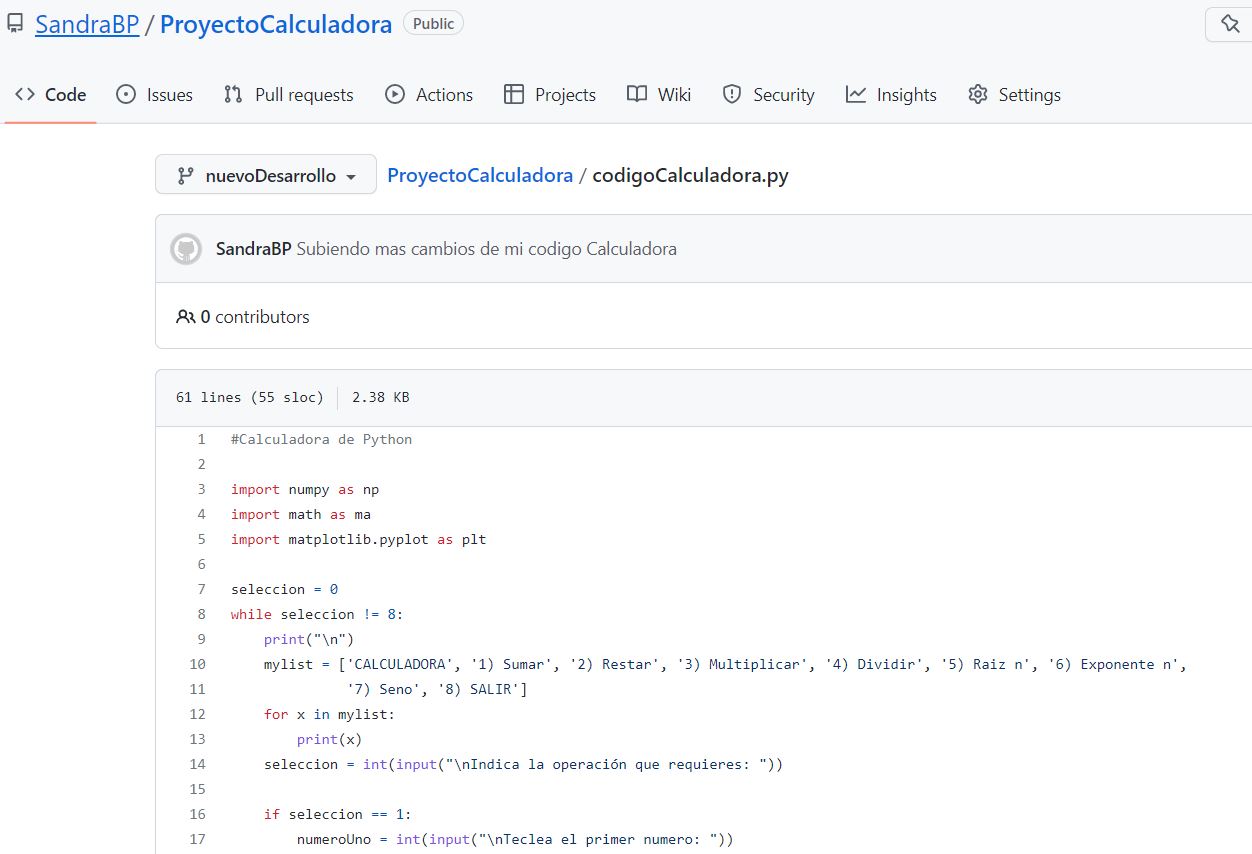 SandraBP / ProyectoCalculadora Public
Code Issues Pull requests Actions Projects Wiki Security Insights Settings
nuevoDesarrollo ProyectoCalculadora / codigoCalculadora.py
SandraBP Subiendo mas cambios de mi codigo Calculadora
0 contributors
61 lines (55 sloc) 2.38 KB
1 #Calculadora de Python
2
3 import numpy as np
4 import math as ma
5 import matplotlib.pyplot as plt
6
7 seleccion = 0
8 while seleccion != 8:
9     print("\n")
10     mylist = ['CALCULADORA', '1) Sumar', '2) Restar', '3) Multiplicar', '4) Dividir', '5) Raiz n', '6) Exponente n',
11               '7) Seno', '8) SALIR']
12     for x in mylist:
13         print(x)
14     seleccion = int(input("\nIndica la operación que requieres: "))
15
16     if seleccion == 1:
17         numeroUno = int(input("\nTeclea el primer numero: "))